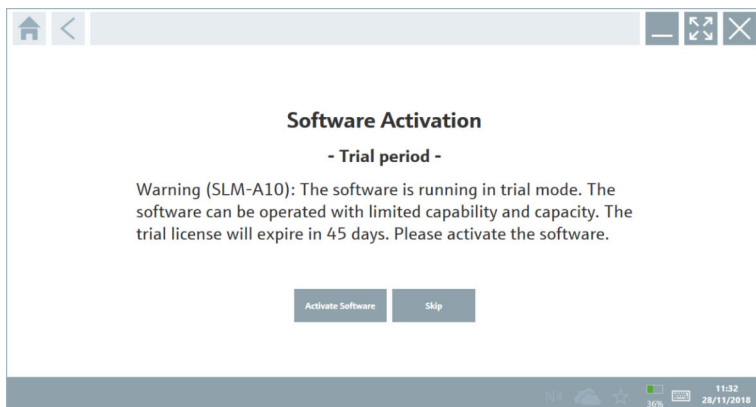 Software Activation
- Trial period -
Warning (SLM-A10): The software is running in trial mode. The
software can be operated with limited capability and capacity. The
trial license will expire in 45 days. Please activate the software.
Activate Software
Skip
36%
11:32
28/11/2018